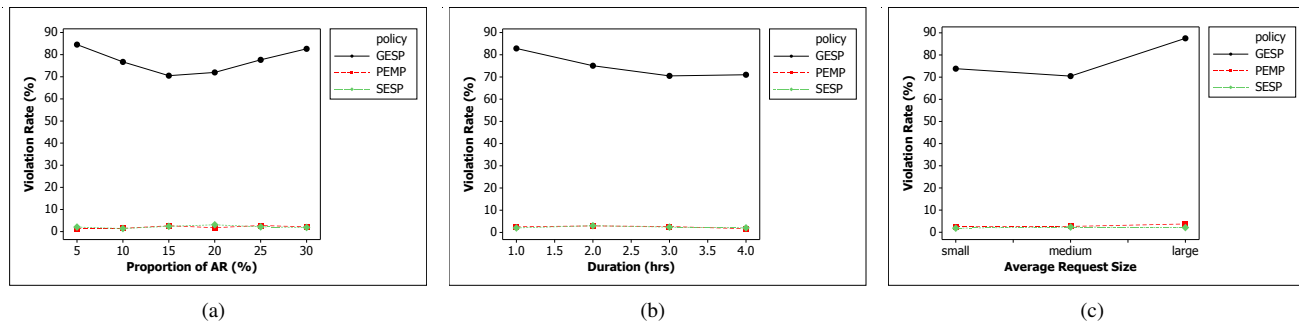 90
80
70
60
50
40
30
20
10
0
Violation Rate (%)
5 10 15 20 25 30
Proportion of AR (%)
policy
GESP
PEMP
SESP
(a)
90
80
70
60
50
40
30
20
10
0
Violation Rate (%)
1.0 1.5 2.0 2.5 3.0 3.5 4.0
Duration (hrs)
policy
GESP
PEMP
SESP
(b)
90
80
70
60
50
40
30
20
10
0
Violation Rate (%)
small medium large
Average Request Size
policy
GESP
PEMP
SESP
(c)